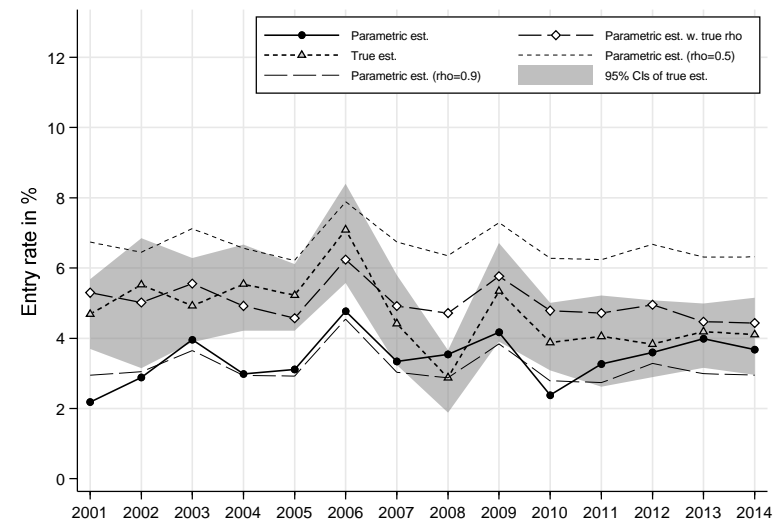 Parametric est.
Parametric est. w. true rho
True est.
Parametric est. (rho=0.5)
Parametric est. (rho=0.9)
95% CIs of true est.
Entry rate in %
12
10
8
6
4
2
0
2001 2002 2003 2004 2005 2006 2007 2008 2009 2010 2011 2012 2013 2014